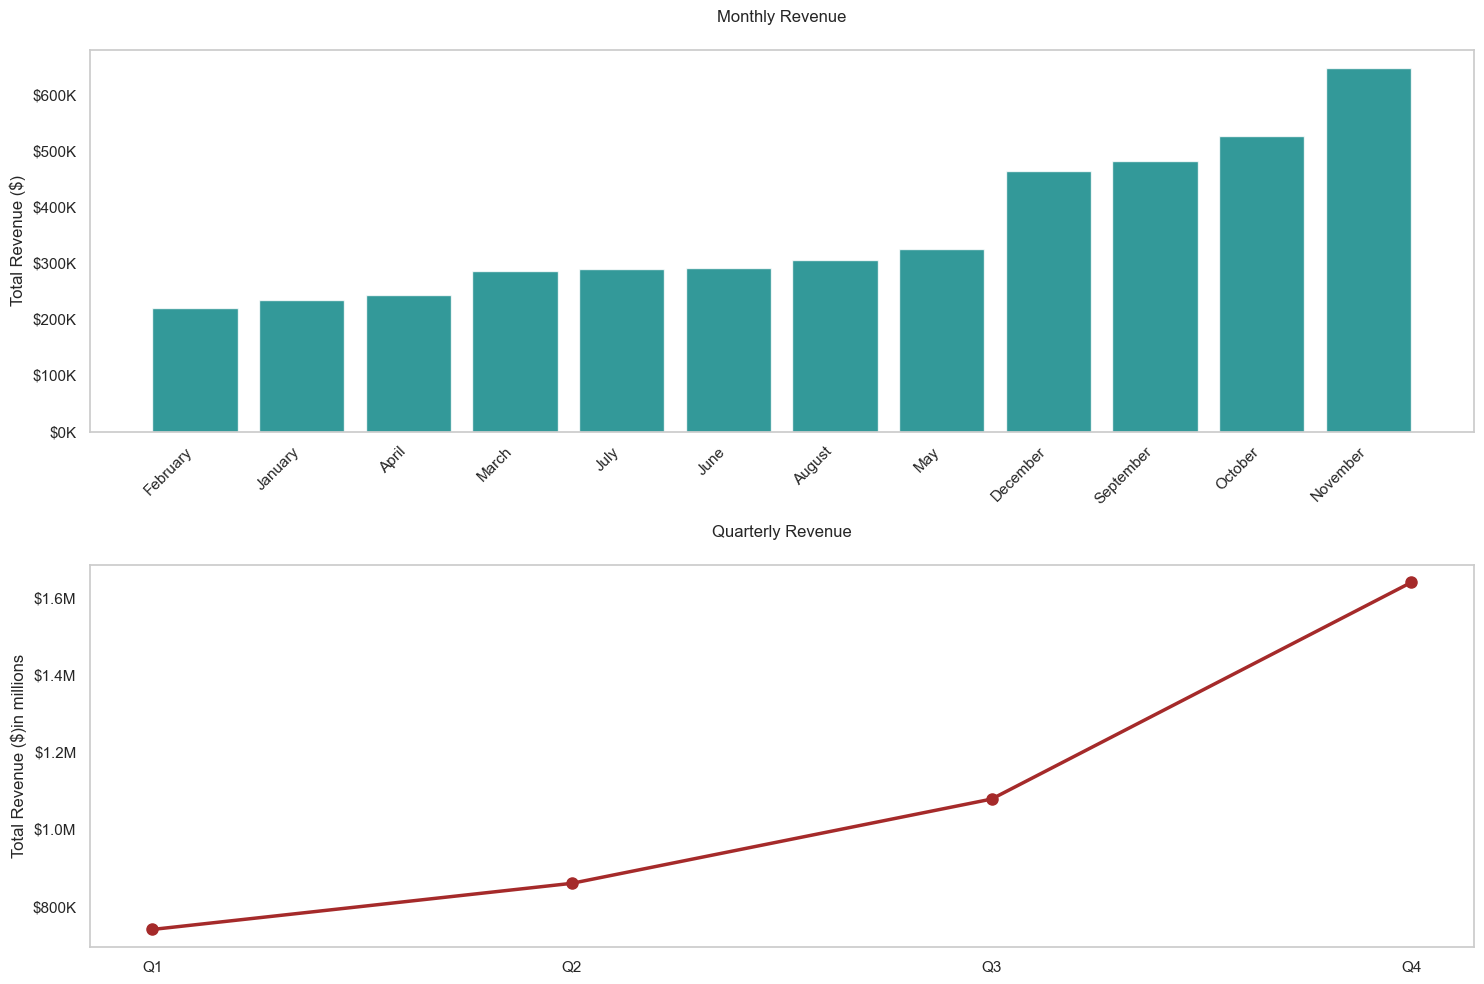 Monthly Revenue
Total Revenue ($)
$600K
$500K
$400K
$300K
$200K
$100K
$0K
February
January
April
March
July
June
August
May
December
September
October
November
Quarterly Revenue
Total Revenue ($)in millions
$1.6M
$1.4M
$1.2M
$1.0M
$800K
Q1
Q2
Q3
Q4